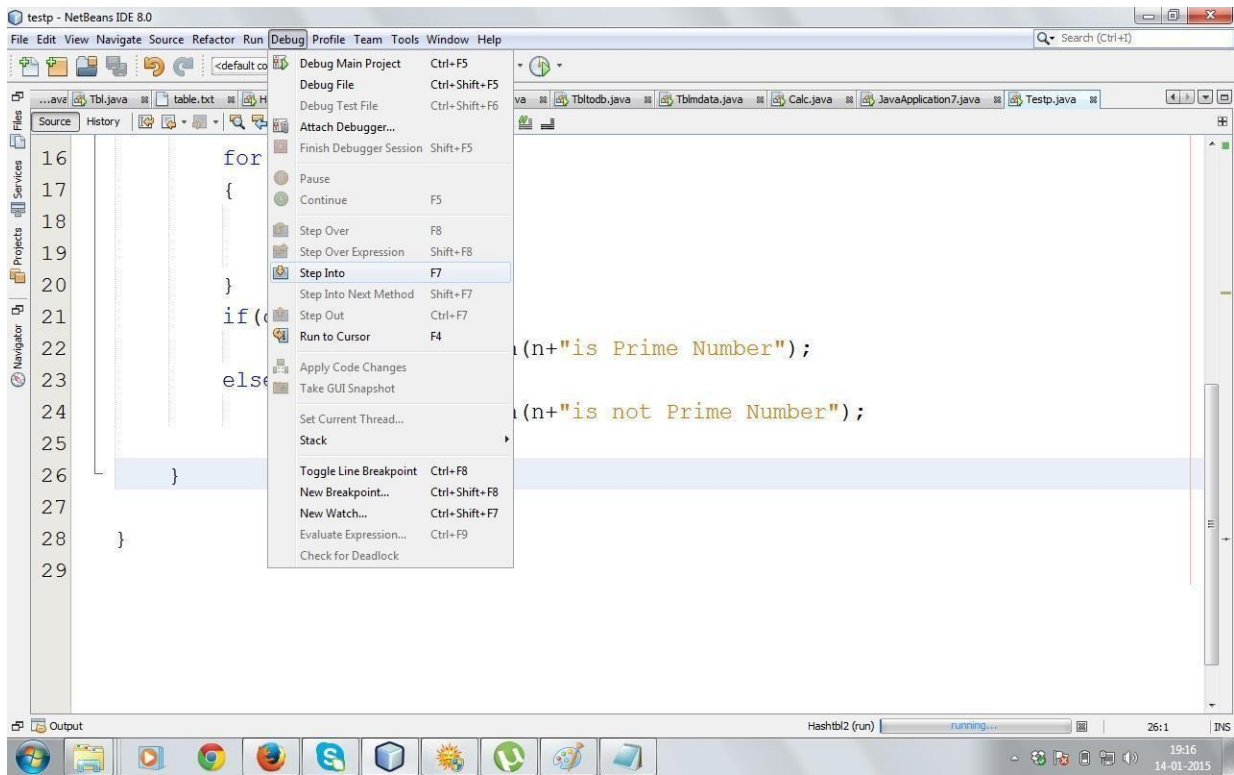 testp - NetBeans IDE 8.0
File Edit View Navigate Source Refactor Run Debug Profile Team Tools Window Help
Search (Ctrl+I)
<default co
...ava Tbl.java table.txt H va Tbltodb.java Tblmdata.java Calc.java JavaApplication7.java Testp.java
Source History
Files
Services
Projects
Navigator
Debug Main Project Ctrl+F5
Debug File Ctrl+Shift+F5
Debug Test File Ctrl+Shift+F6
Attach Debugger...
Finish Debugger Session Shift+F5
Pause
Continue F5
Step Over F8
Step Over Expression Shift+F8
Step Into F7
Step Into Next Method Shift+F7
Step Out Ctrl+F7
Run to Cursor F4
Apply Code Changes
Take GUI Snapshot
Set Current Thread...
Stack
Toggle Line Breakpoint Ctrl+F8
New Breakpoint... Ctrl+Shift+F8
New Watch... Ctrl+Shift+F7
Evaluate Expression... Ctrl+F9
Check for Deadlock
16 for
17 {
18
19
20 }
21 if(
22 (n+"is Prime Number");
23 else
24 (n+"is not Prime Number");
25
26 }
27
28 }
29
Output
Hashtbl2 (run) running... 26:1 INS
19:16
14-01-2015